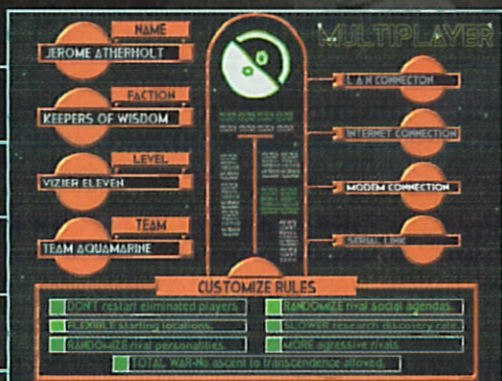 MULTIPLAYER
NAME
JEROME ATHERHOLT
FACTION
KEEPERS OF WISDOM
LEVEL
VIZIER ELEVEN
TEAM
TEAM AQUAMARINE
L A N CONNECTON
INTERNET CONNECTION
MODEM CONNECTION
SERIAL LINK
CUSTOMIZE RULES
DON'T restart eliminated players.
RANDOMIZE rival social agendas.
FLEXIBLE starting locations.
SLOWER research discovery rate.
RANDOMIZE rival personalities.
MORE agressive rivals.
TOTAL WAR-No ascent to transcendence allowed.